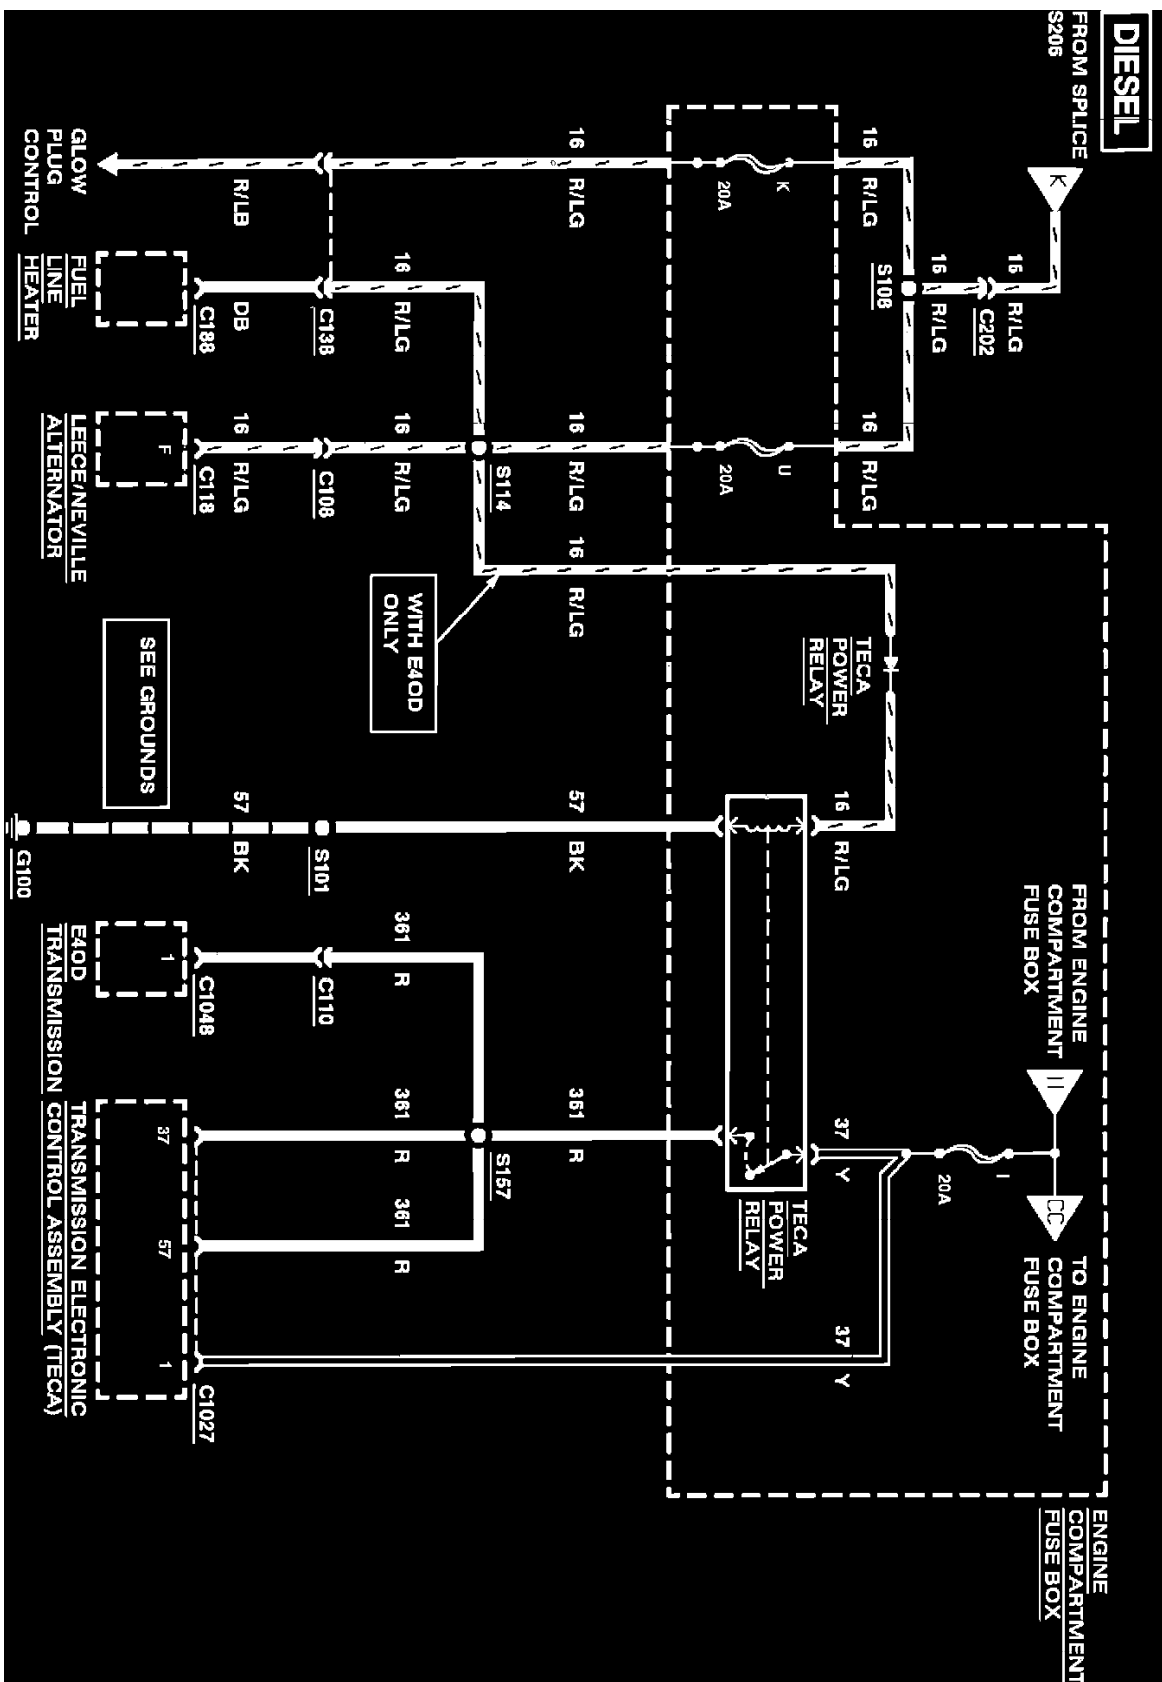 DIESEL
FROM SPLICE
S206
K
16
R/LG
C202
16
R/LG
S108
16
R/LG
16
R/LG
K
20A
U
20A
16
R/LG
16
R/LG
16
R/LG
S114
16
R/LG
16
R/LG
C138
C108
R/LB
DB
16
R/LG
C188
C118
F
GLOW
PLUG
CONTROL
FUEL
LINE
HEATER
LEECE/NEVILLE
ALTERNATOR
WITH E4OD
ONLY
SEE GROUNDS
TECA
POWER
RELAY
16
R/LG
57
BK
S101
57
BK
G100
FROM ENGINE
COMPARTMENT
FUSE BOX
CC
TO ENGINE
COMPARTMENT
FUSE BOX
I
20A
37
Y
37
Y
TECA
POWER
RELAY
361
R
S157
361
R
361
R
361
R
C110
C1048
1
E4OD
TRANSMISSION
37
57
1
C1027
TRANSMISSION ELECTRONIC
CONTROL ASSEMBLY (TECA)
ENGINE
COMPARTMENT
FUSE BOX